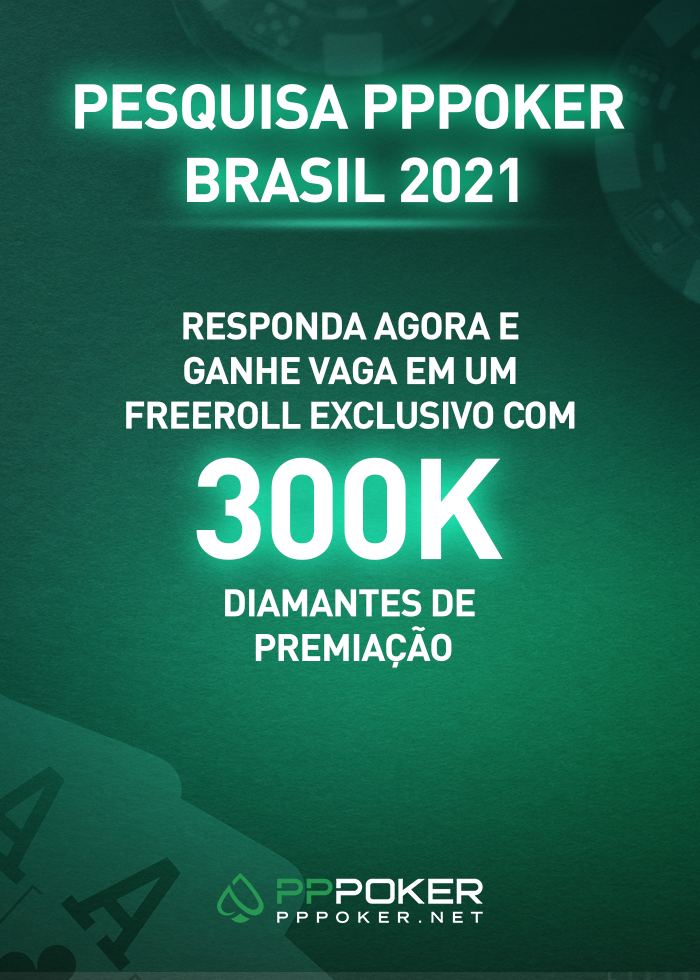 PESQUISA PPPOKER
BRASIL 2021
RESPONDA AGORA E
GANHE VAGA EM UM
FREEROLL EXCLUSIVO COM
300K
DIAMANTES DE
PREMIAÇÃO
A
A
PPPOKER
PPPOKER.NET